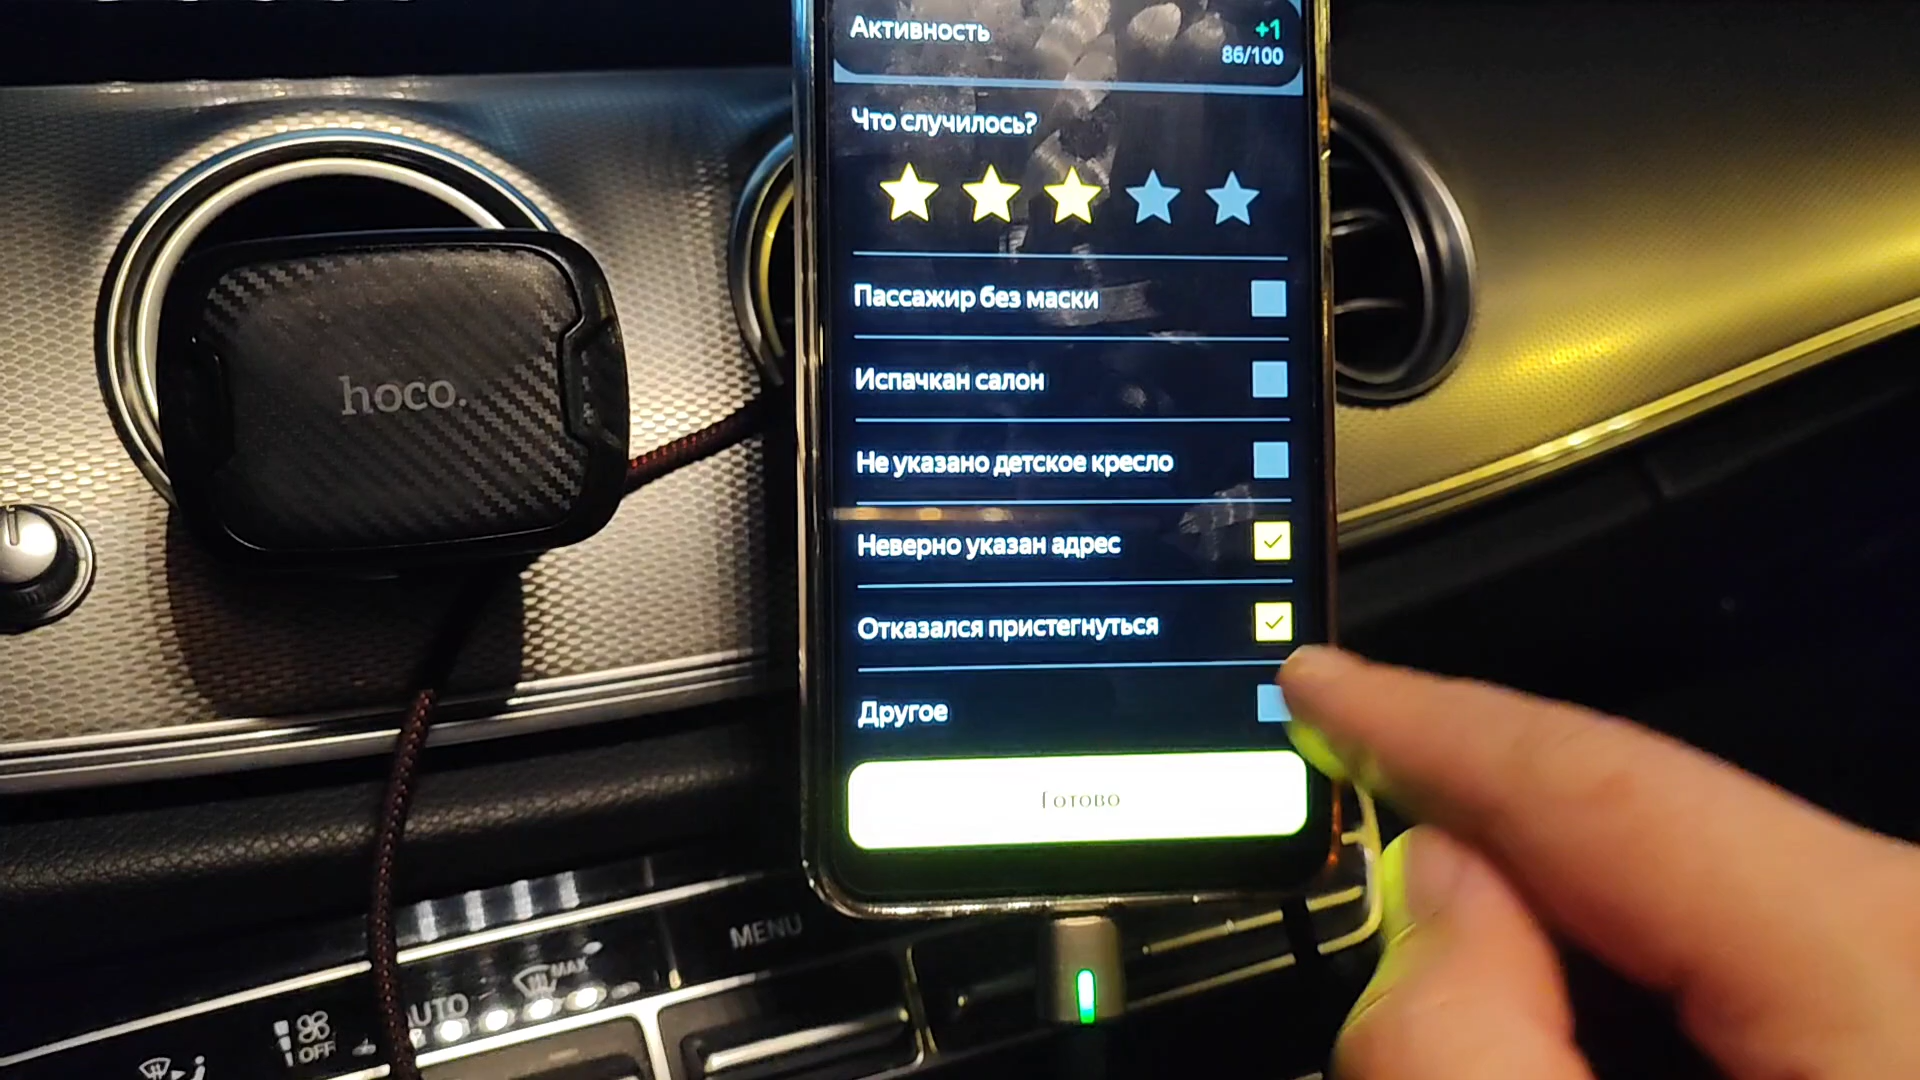 Активность
+1
86/100
Что случилось?
Пассажир без маски
Испачкан салон
Не указано детское кресло
Неверно указан адрес
Отказался пристегнуться
Другое
Готово
hoco.
MENU
MAX
AUTO
OFF